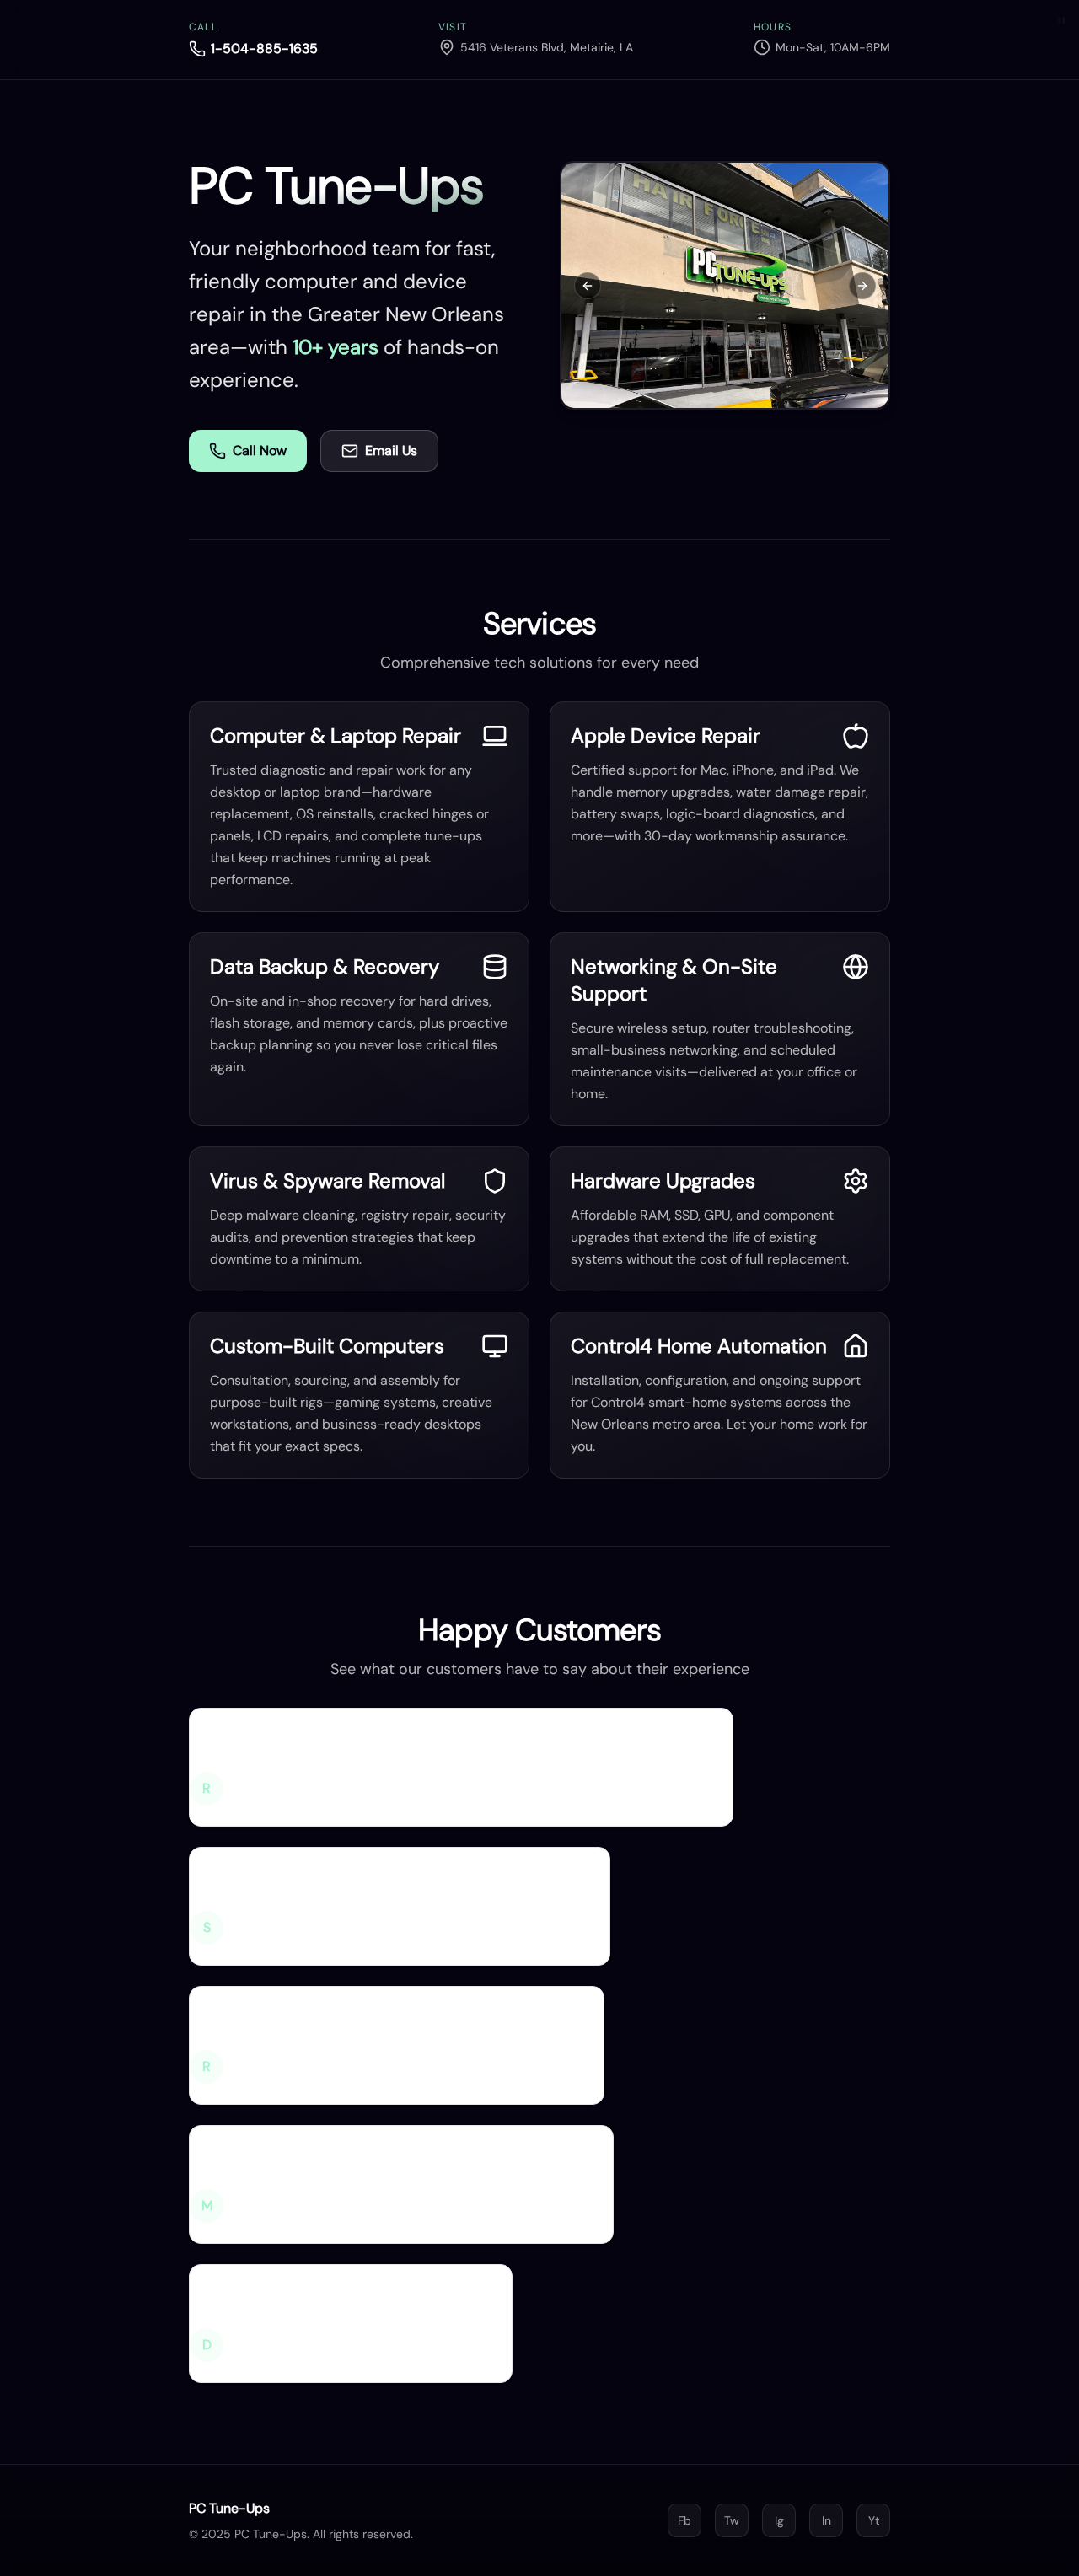 CALL
1-504-885-1635
VISIT
5416 Veterans Blvd, Metairie, LA
HOURS
Mon-Sat, 10AM-6PM
PC Tune-Ups
Your neighborhood team for fast,
friendly computer and device
repair in the Greater New Orleans
area—with 10+ years of hands-on
experience.
Call Now
Email Us
HAIR FORCE
PC TUNE-UPS
Services
Comprehensive tech solutions for every need
Computer & Laptop Repair
Trusted diagnostic and repair work for any
desktop or laptop brand—hardware
replacement, OS reinstalls, cracked hinges or
panels, LCD repairs, and complete tune-ups
that keep machines running at peak
performance.
Apple Device Repair
Certified support for Mac, iPhone, and iPad. We
handle memory upgrades, water damage repair,
battery swaps, logic-board diagnostics, and
more—with 30-day workmanship assurance.
Data Backup & Recovery
On-site and in-shop recovery for hard drives,
flash storage, and memory cards, plus proactive
backup planning so you never lose critical files
again.
Networking & On-Site
Support
Secure wireless setup, router troubleshooting,
small-business networking, and scheduled
maintenance visits—delivered at your office or
home.
Virus & Spyware Removal
Deep malware cleaning, registry repair, security
audits, and prevention strategies that keep
downtime to a minimum.
Hardware Upgrades
Affordable RAM, SSD, GPU, and component
upgrades that extend the life of existing
systems without the cost of full replacement.
Custom-Built Computers
Consultation, sourcing, and assembly for
purpose-built rigs—gaming systems, creative
workstations, and business-ready desktops
that fit your exact specs.
Control4 Home Automation
Installation, configuration, and ongoing support
for Control4 smart-home systems across the
New Orleans metro area. Let your home work for
you.
Happy Customers
See what our customers have to say about their experience
R
S
R
M
D
PC Tune-Ups
© 2025 PC Tune-Ups. All rights reserved.
Fb
Tw
Ig
In
Yt